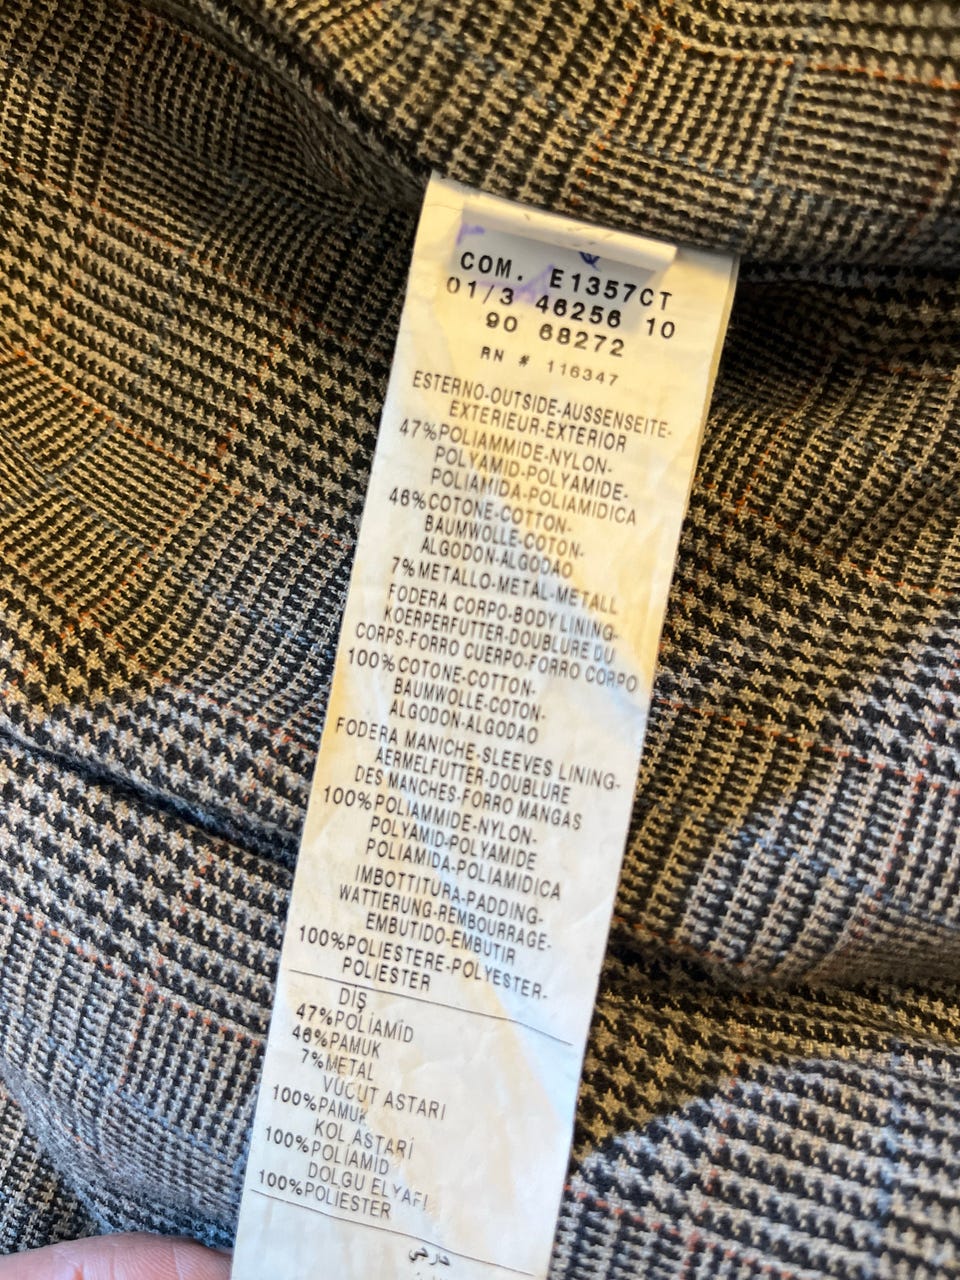 COM. E1357CT
01/3 46256 10
90 68272
RN # 116347
ESTERNO-OUTSIDE-AUSSENSEITE-
EXTERIEUR-EXTERIOR
47%POLIAMMIDE-NYLON-
POLYAMID-POLYAMIDE-
POLIAMIDA-POLIAMIDICA
46%COTONE-COTTON-
BAUMWOLLE-COTON-
ALGODON-ALGODAO
7%METALLO-METAL-METALL
FODERA CORPO-BODY LINING-
KOERPERFUTTER-DOUBLURE DU
CORPS-FORRO CUERPO-FORRO CORPO
100%COTONE-COTTON-
BAUMWOLLE-COTON-
ALGODON-ALGODAO
FODERA MANICHE-SLEEVES LINING-
AERMELFUTTER-DOUBLURE
DES MANCHES-FORRO MANGAS
100%POLIAMMIDE-NYLON-
POLYAMID-POLYAMIDE
POLIAMIDA-POLIAMIDICA
IMBOTTITURA-PADDING-
WATTIERUNG-REMBOURRAGE-
EMBUTIDO-EMBUTIR
100%POLIESTERE-POLYESTER-
POLIESTER
DIŞ
47%POLİAMİD
46%PAMUK
7%METAL
VÜCUT ASTARI
100%PAMUK
KOL ASTARİ
100%POLİAMİD
DOLGU ELYAFI
100%POLİESTER
خارجي